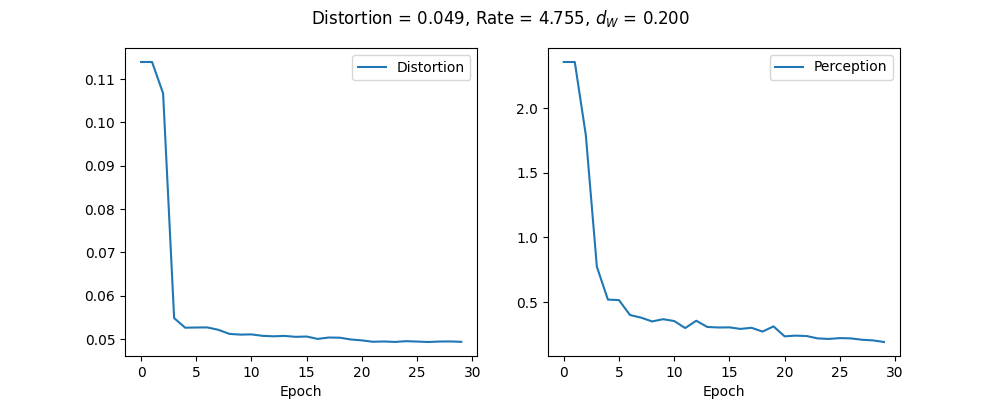 Distortion = 0.049, Rate = 4.755, d_W = 0.200
Distortion
0.11
0.10
0.09
0.08
0.07
0.06
0.05
0 5 10 15 20 25 30
Epoch
Perception
2.0
1.5
1.0
0.5
0 5 10 15 20 25 30
Epoch